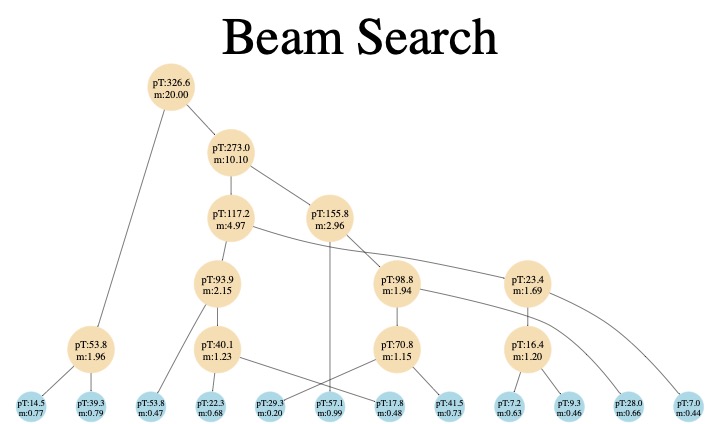 Beam Search
pT:326.6
m:20.00
pT:273.0
m:10.10
pT:117.2
m:4.97
pT:155.8
m:2.96
pT:93.9
m:2.15
pT:98.8
m:1.94
pT:23.4
m:1.69
pT:53.8
m:1.96
pT:40.1
m:1.23
pT:70.8
m:1.15
pT:16.4
m:1.20
pT:14.5
m:0.77
pT:39.3
m:0.79
pT:53.8
m:0.47
pT:22.3
m:0.68
pT:29.3
m:0.20
pT:57.1
m:0.99
pT:17.8
m:0.48
pT:41.5
m:0.73
pT:7.2
m:0.63
pT:9.3
m:0.46
pT:28.0
m:0.66
pT:7.0
m:0.44